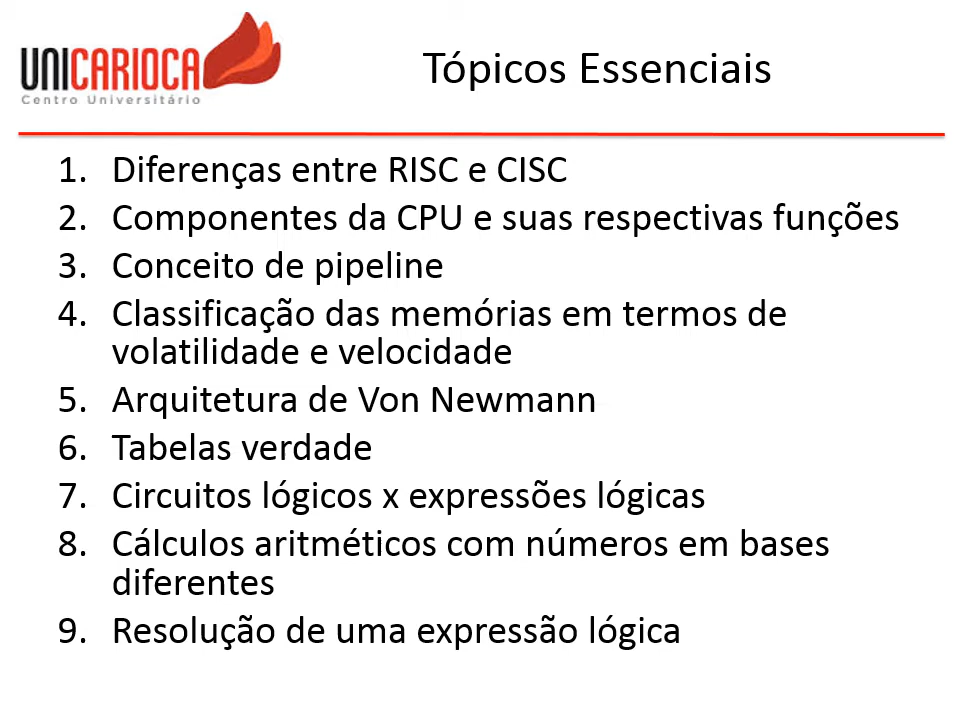 UNICARIOCA
Centro Universitário
Tópicos Essenciais
1. Diferenças entre RISC e CISC
2. Componentes da CPU e suas respectivas funções
3. Conceito de pipeline
4. Classificação das memórias em termos de
volatilidade e velocidade
5. Arquitetura de Von Newmann
6. Tabelas verdade
7. Circuitos lógicos x expressões lógicas
8. Cálculos aritméticos com números em bases
diferentes
9. Resolução de uma expressão lógica